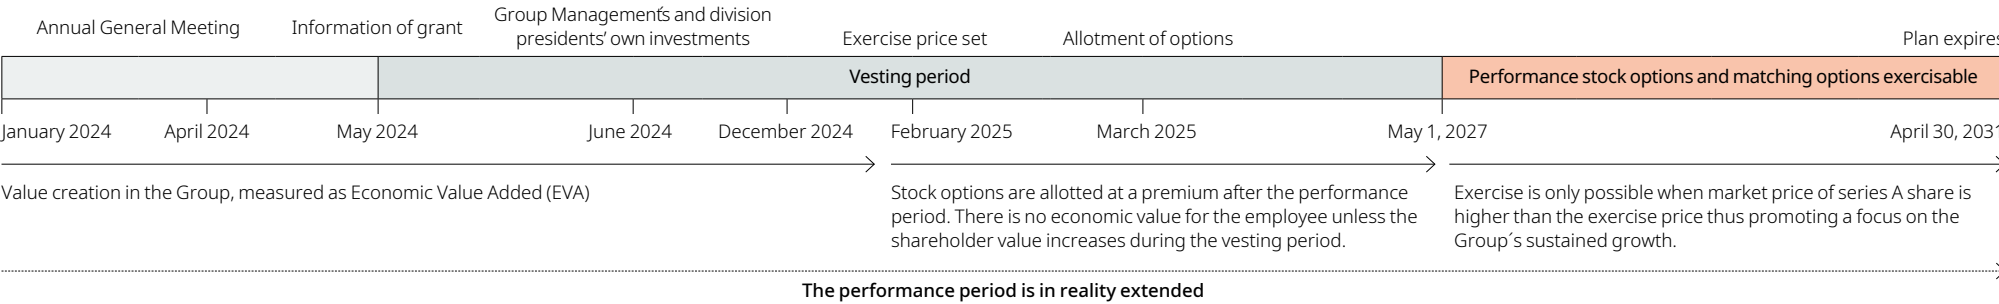 Annual General Meeting
Information of grant
Group Management's and division
presidents' own investments
Exercise price set
Allotment of options
Plan expires
Vesting period
Performance stock options and matching options exercisable
January 2024
April 2024
May 2024
June 2024
December 2024
February 2025
March 2025
May 1, 2027
April 30, 2031
Value creation in the Group, measured as Economic Value Added (EVA)
Stock options are allotted at a premium after the performance
period. There is no economic value for the employee unless the
shareholder value increases during the vesting period.
Exercise is only possible when market price of series A share is
higher than the exercise price thus promoting a focus on the
Group´s sustained growth.
The performance period is in reality extended